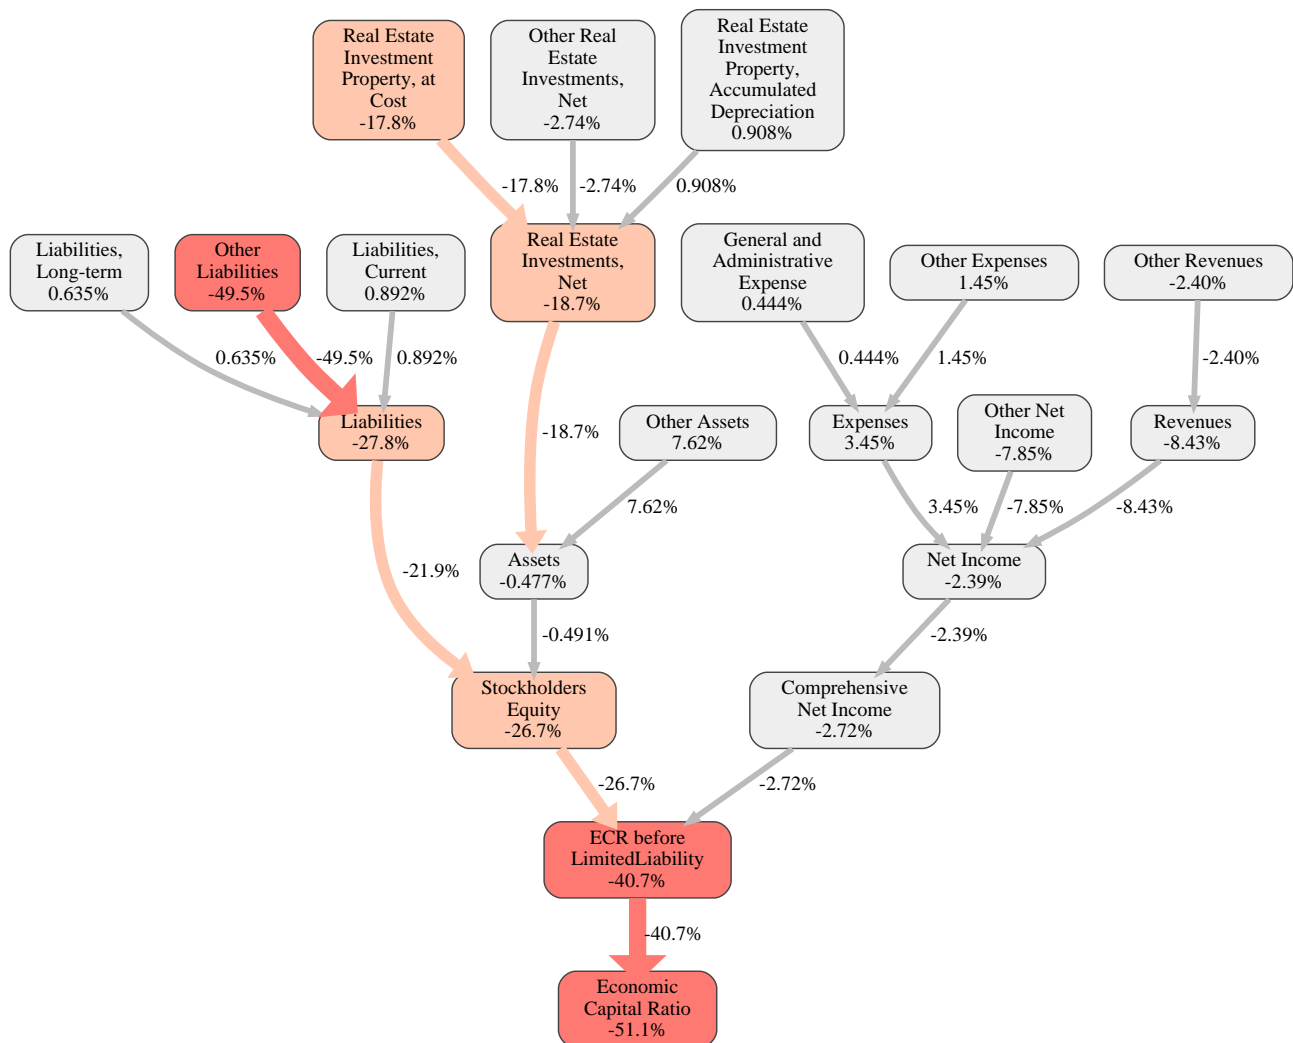 Real Estate
Investment
Property, at
Cost
-17.8%
Other Real
Estate
Investments,
Net
-2.74%
Real Estate
Investment
Property,
Accumulated
Depreciation
0.908%
-17.8%
-2.74%
0.908%
Liabilities,
Long-term
0.635%
Other
Liabilities
-49.5%
Liabilities,
Current
0.892%
Real Estate
Investments,
Net
-18.7%
General and
Administrative
Expense
0.444%
Other Expenses
1.45%
Other Revenues
-2.40%
0.635%
-49.5%
0.892%
0.444%
1.45%
-2.40%
Liabilities
-27.8%
-18.7%
Other Assets
7.62%
Expenses
3.45%
Other Net
Income
-7.85%
Revenues
-8.43%
7.62%
3.45%
-7.85%
-8.43%
-21.9%
Assets
-0.477%
Net Income
-2.39%
-0.491%
-2.39%
Stockholders
Equity
-26.7%
Comprehensive
Net Income
-2.72%
-26.7%
-2.72%
ECR before
LimitedLiability
-40.7%
-40.7%
Economic
Capital Ratio
-51.1%